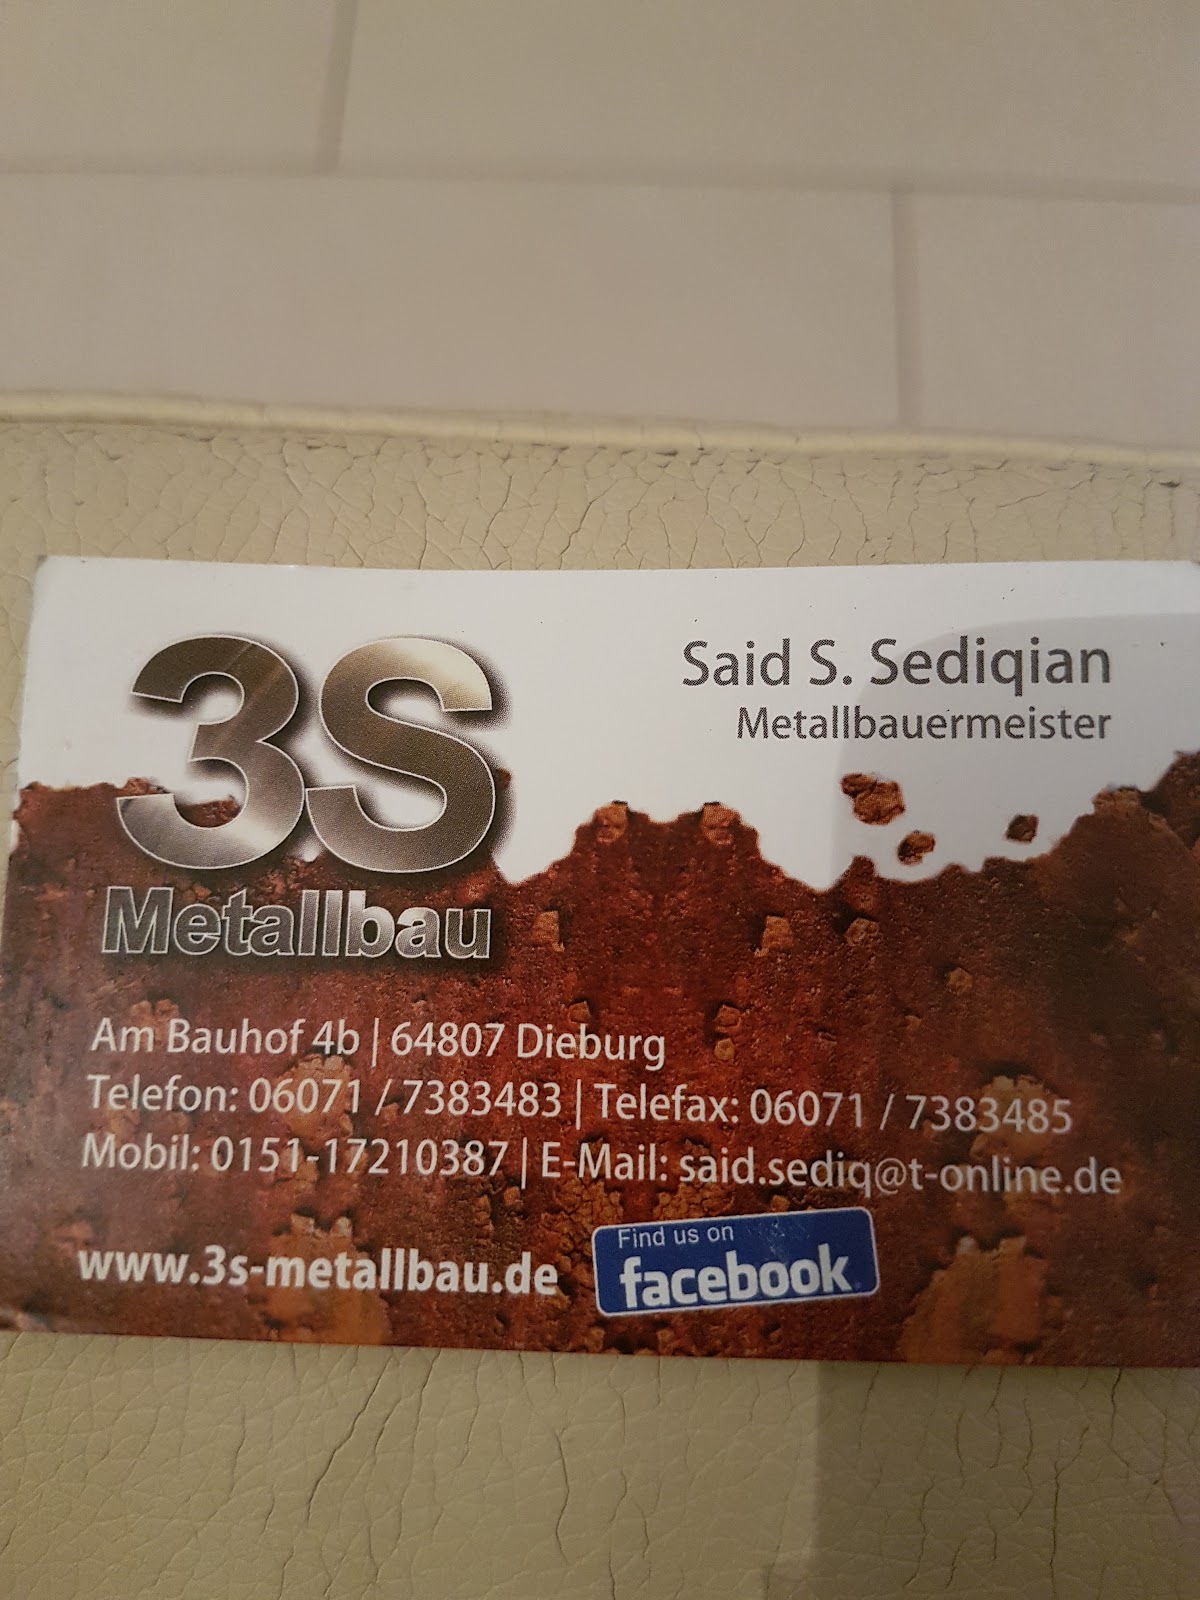 3S
Metallbau
Said S. Sediqian
Metallbauermeister
Am Bauhof 4b | 64807 Dieburg
Telefon: 06071 / 7383483 | Telefax: 06071 / 7383485
Mobil: 0151-17210387 | E-Mail: said.sediq@t-online.de
www.3s-metallbau.de
Find us on
facebook